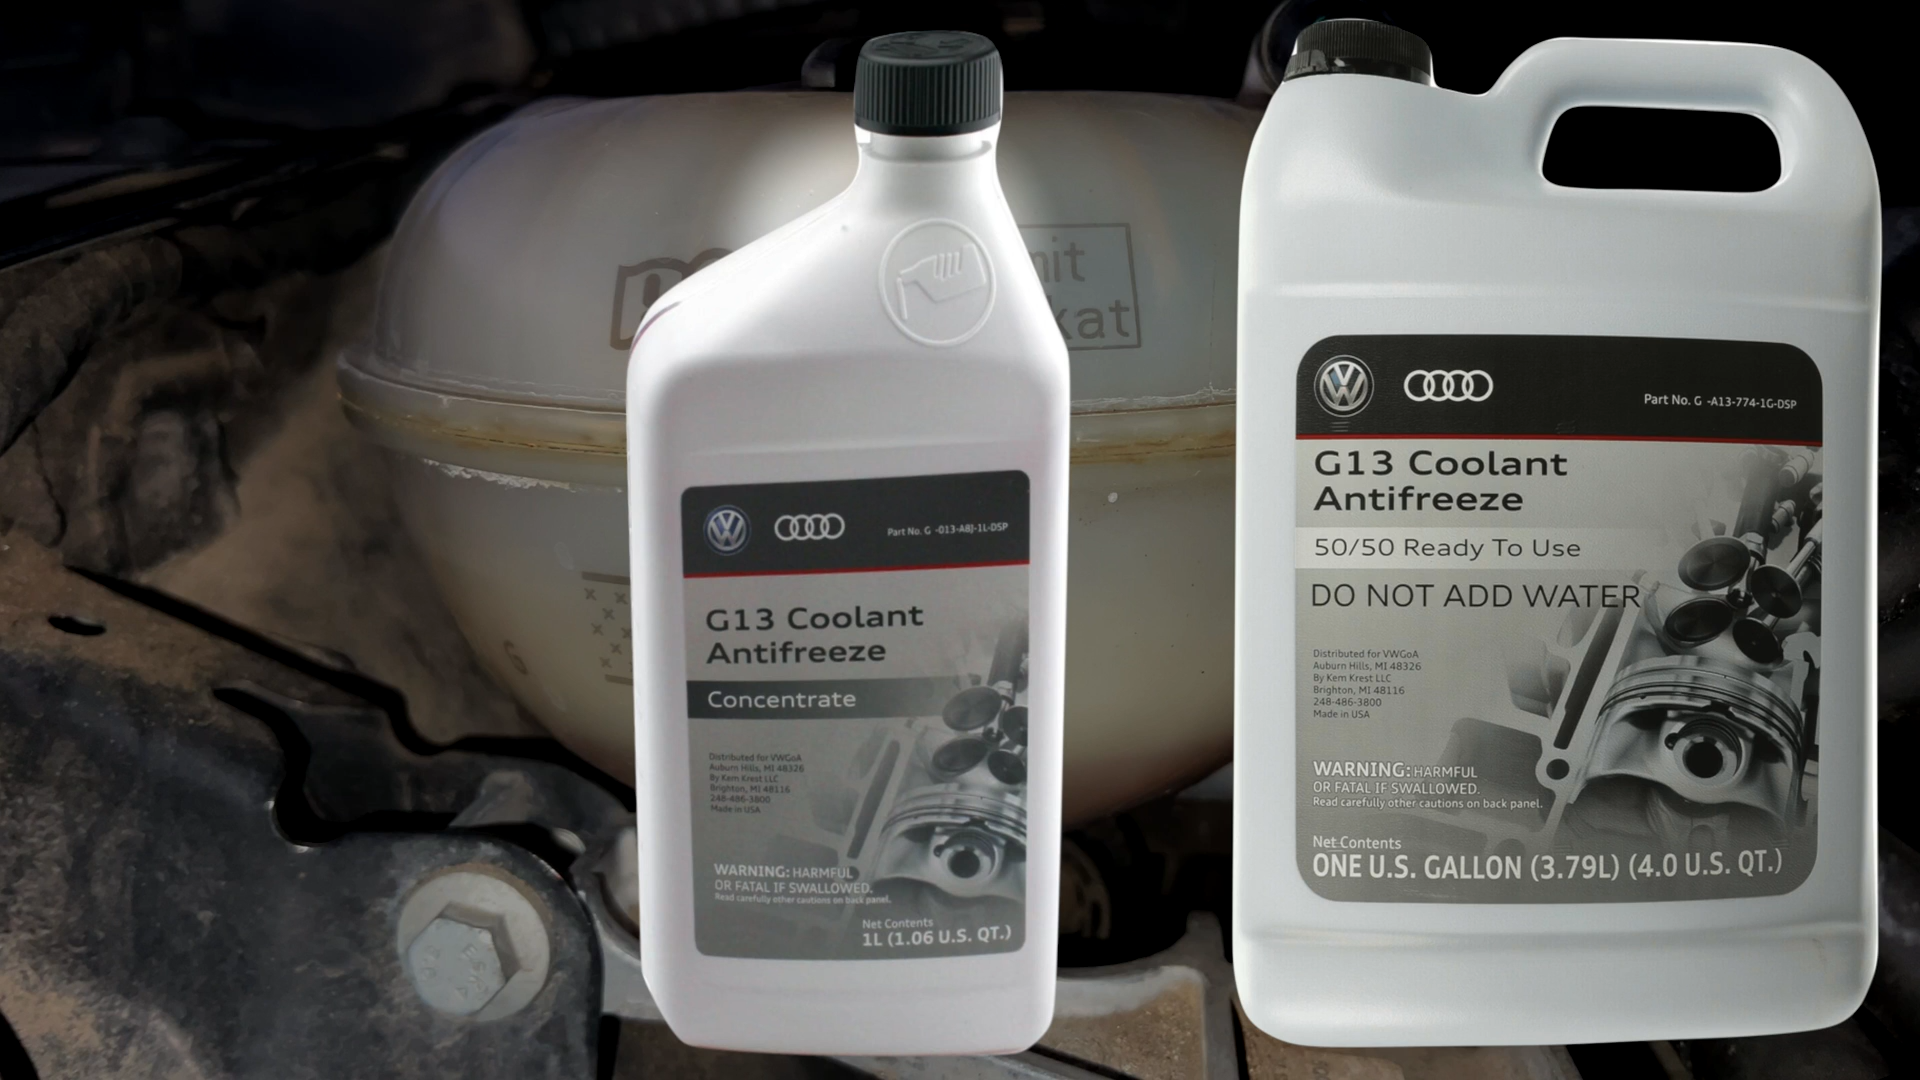 mit
kat
Part No. G -013-A8J-1L-DSP
G13 Coolant
Antifreeze
Concentrate
Distributed for VWGoA
Auburn Hills, MI 48326
By Kem Krest LLC
Brighton, MI 48116
248-486-3800
Made in USA
WARNING: HARMFUL
OR FATAL IF SWALLOWED.
Read carefully other cautions on back panel.
Net Contents
1L (1.06 U.S. QT.)
Part No. G -A13-774-1G-DSP
G13 Coolant
Antifreeze
50/50 Ready To Use
DO NOT ADD WATER
Distributed for VWGoA
Auburn Hills, MI 48326
By Kem Krest LLC
Brighton, MI 48116
248-486-3800
Made in USA
WARNING: HARMFUL
OR FATAL IF SWALLOWED.
Read carefully other cautions on back panel.
Net Contents
ONE U.S. GALLON (3.79L) (4.0 U.S. QT.)